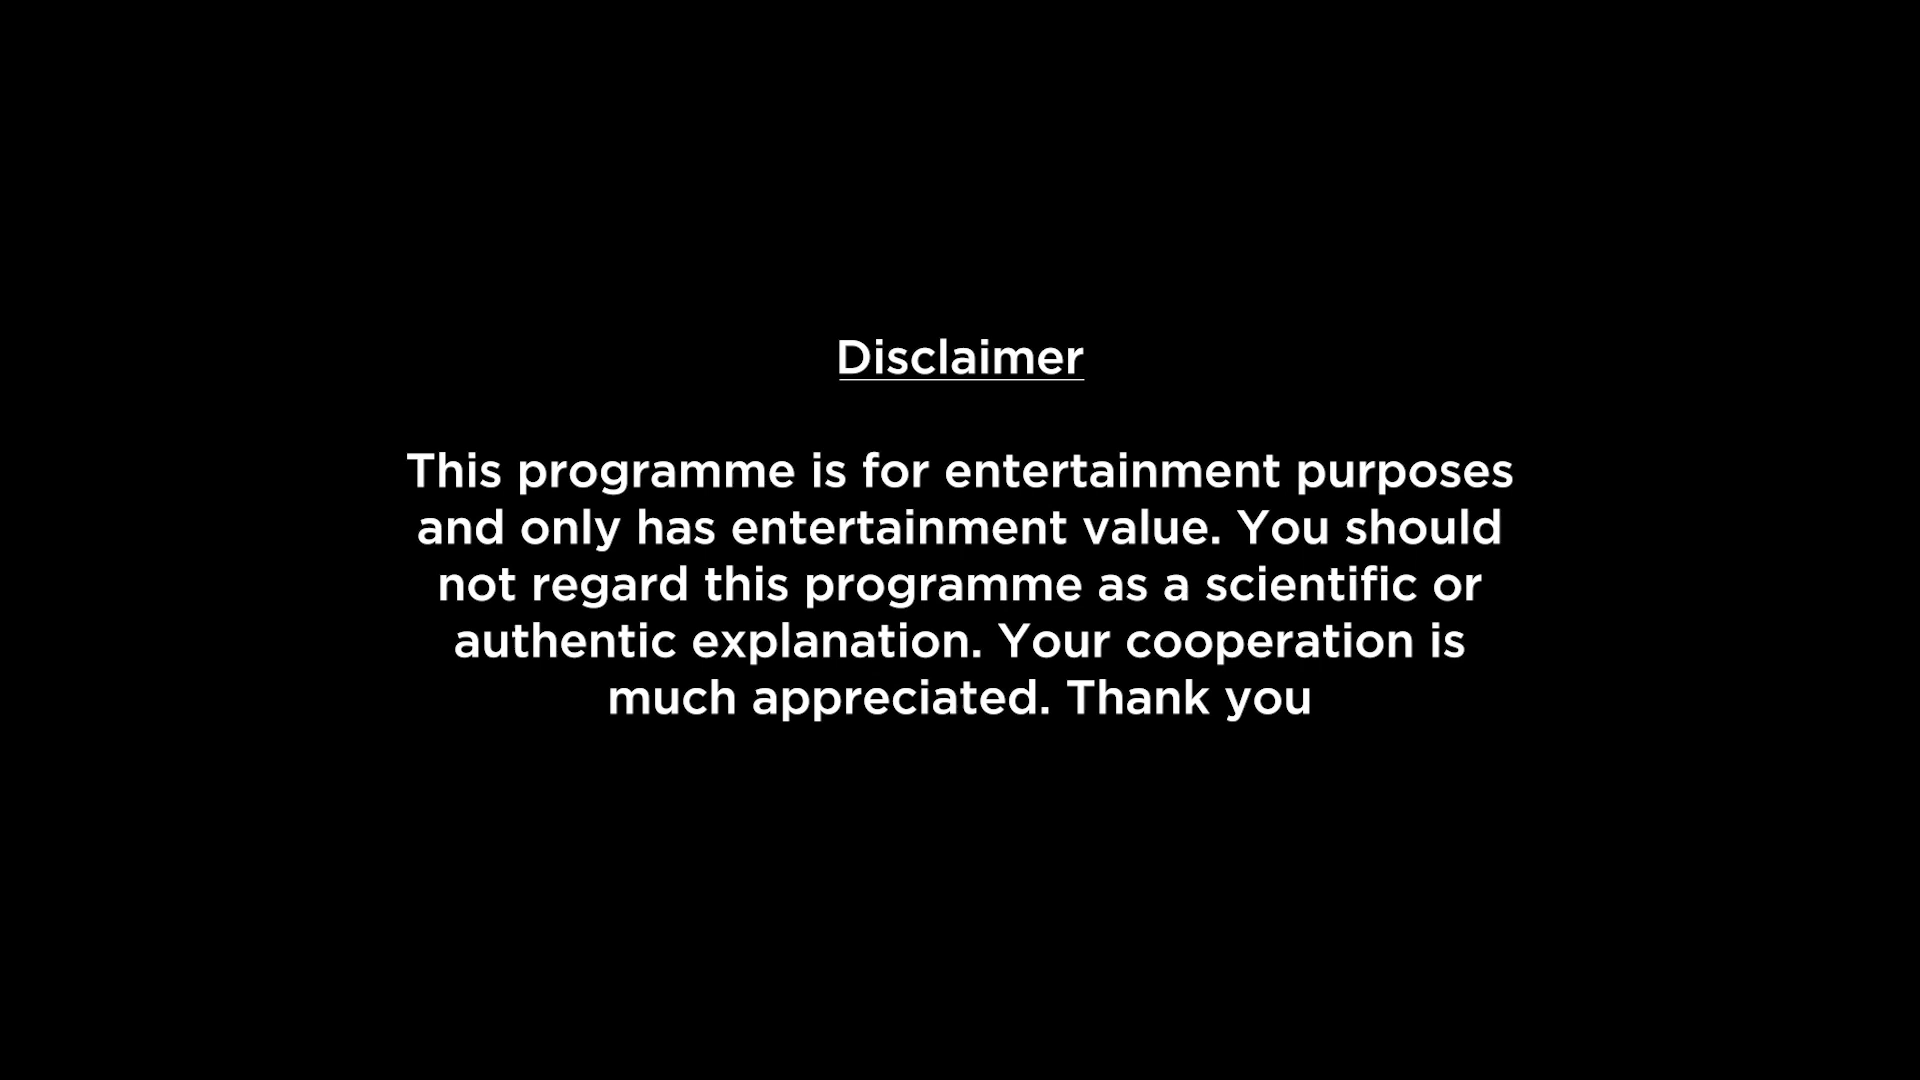 Disclaimer
This programme is for entertainment purposes
and only has entertainment value. You should
not regard this programme as a scientific or
authentic explanation. Your cooperation is
much appreciated. Thank you